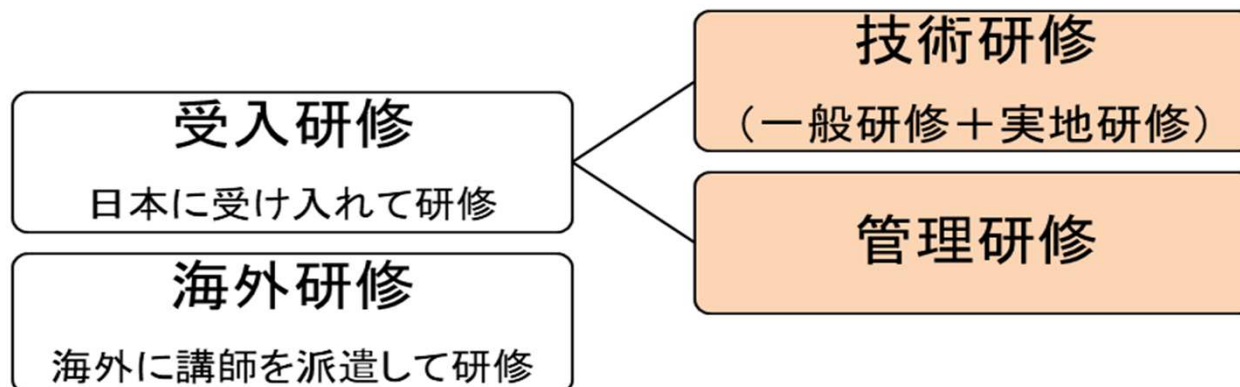 受入研修
日本に受け入れて研修
海外研修
海外に講師を派遣して研修
技術研修
（一般研修＋実地研修）
管理研修